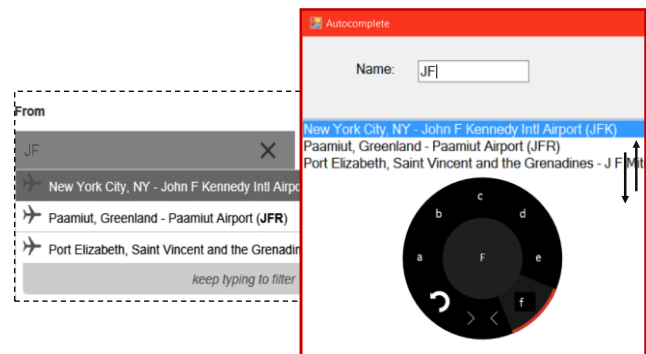 From
JF
New York City, NY - John F Kennedy Intl Airpo
Paamiut, Greenland - Paamiut Airport (JFR)
Port Elizabeth, Saint Vincent and the Grenadin
keep typing to filter
Autocomplete
Name:
JF
New York City, NY - John F Kennedy Intl Airport (JFK)
Paamiut, Greenland - Paamiut Airport (JFR)
Port Elizabeth, Saint Vincent and the Grenadines - J F Mit
c
b
d
a
F
e
f